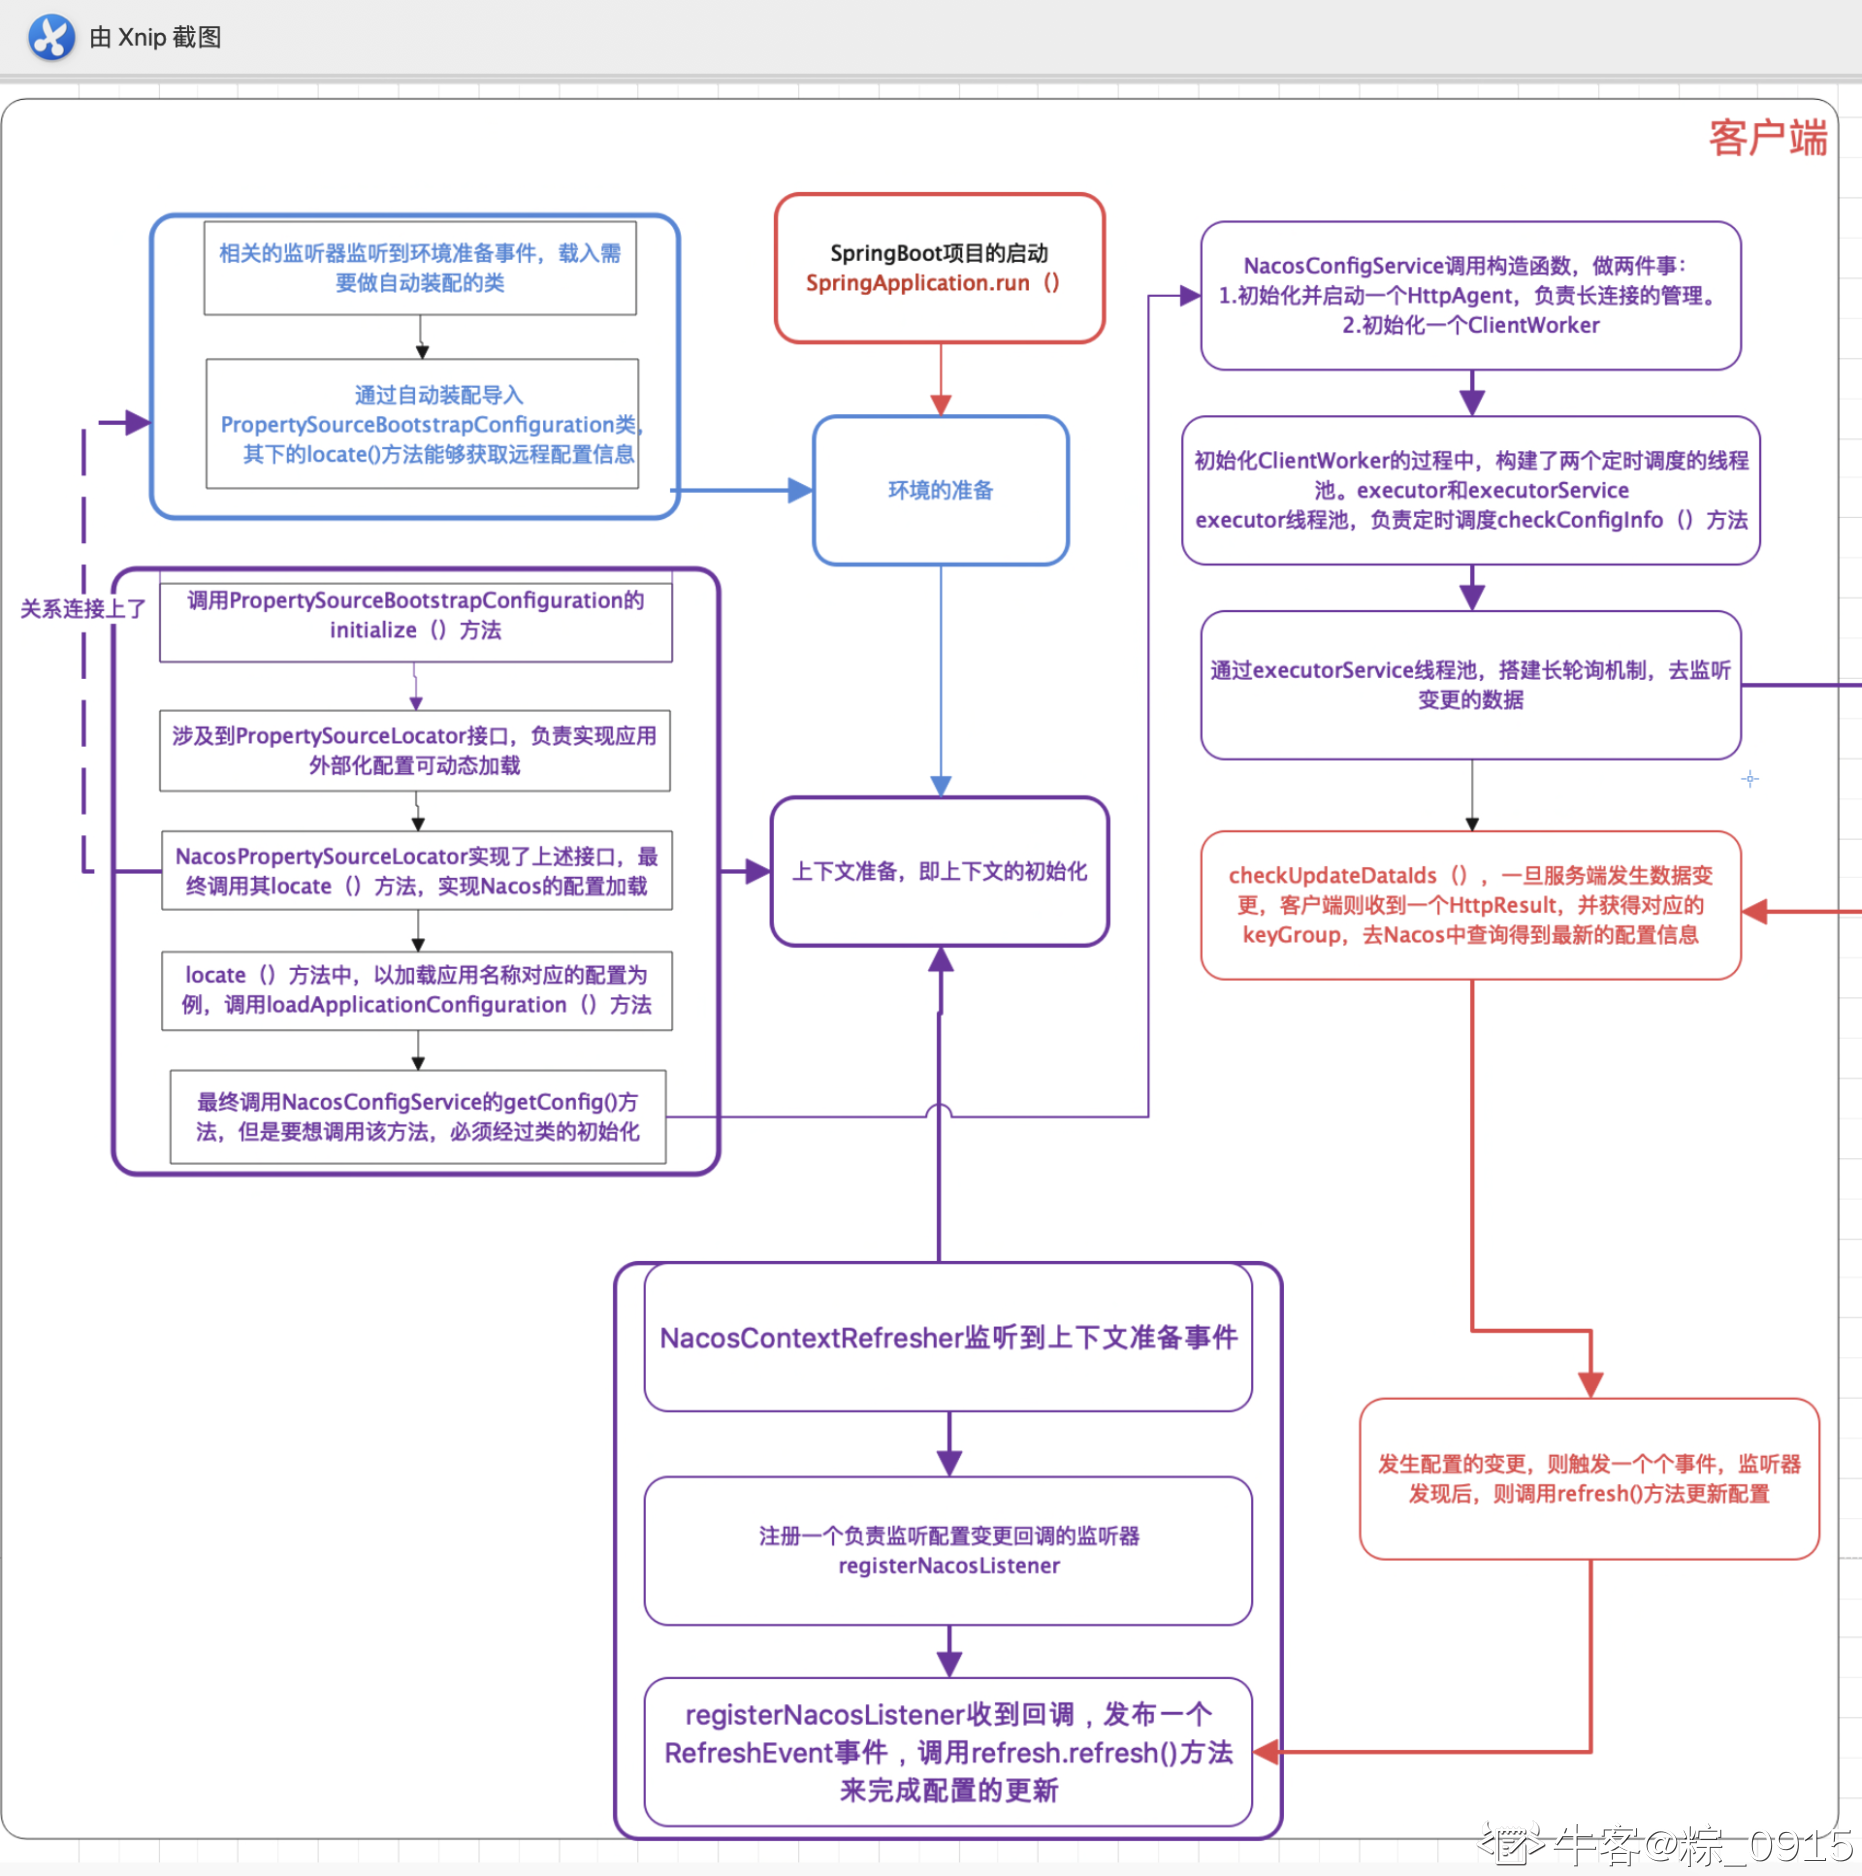 由 Xnip 截图
客户端
相关的监听器监听到环境准备事件，载入需
要做自动装配的类
通过自动装配导入
PropertySourceBootstrapConfiguration类，
其下的locate()方法能够获取远程配置信息
SpringBoot项目的启动
SpringApplication.run（）
环境的准备
关系连接上了
调用PropertySourceBootstrapConfiguration的
initialize（）方法
涉及到PropertySourceLocator接口，负责实现应用
外部化配置可动态加载
NacosPropertySourceLocator实现了上述接口，最
终调用其locate（）方法，实现Nacos的配置加载
locate（）方法中，以加载应用名称对应的配置为
例，调用loadApplicationConfiguration（）方法
最终调用NacosConfigService的getConfig()方
法，但是要想调用该方法，必须经过类的初始化
上下文准备，即上下文的初始化
NacosConfigService调用构造函数，做两件事：
1.初始化并启动一个HttpAgent，负责长连接的管理。
2.初始化一个ClientWorker
初始化ClientWorker的过程中，构建了两个定时调度的线程
池。executor和executorService
executor线程池，负责定时调度checkConfigInfo（）方法
通过executorService线程池，搭建长轮询机制，去监听
变更的数据
checkUpdateDataIds（），一旦服务端发生数据变
更，客户端则收到一个HttpResult，并获得对应的
keyGroup，去Nacos中查询得到最新的配置信息
发生配置的变更，则触发一个个事件，监听器
发现后，则调用refresh()方法更新配置
NacosContextRefresher监听到上下文准备事件
注册一个负责监听配置变更回调的监听器
registerNacosListener
registerNacosListener收到回调，发布一个
RefreshEvent事件，调用refresh.refresh()方法
来完成配置的更新
牛客@粽_0915